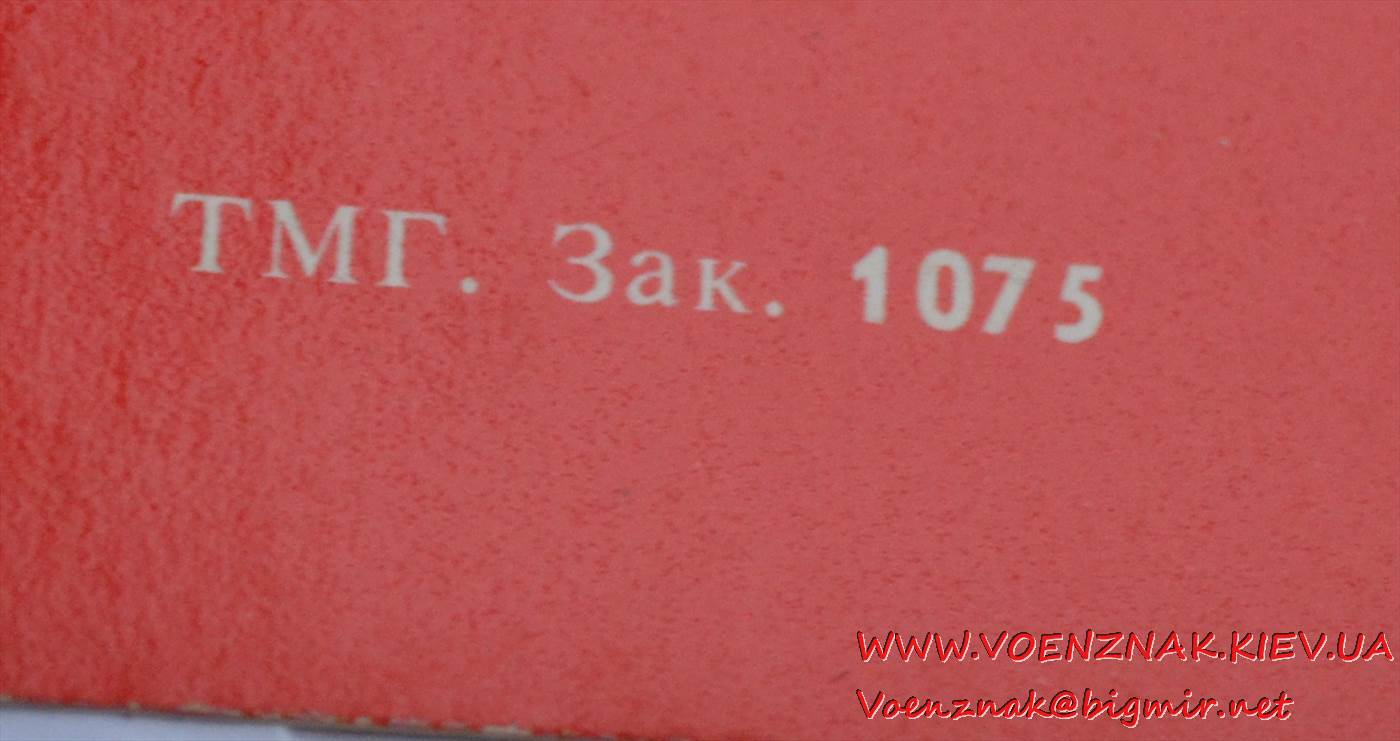 ТМГ. Зак. 1075
WWW.VOENZNAK.KIEV.UA
Voenznak@bigmir.net